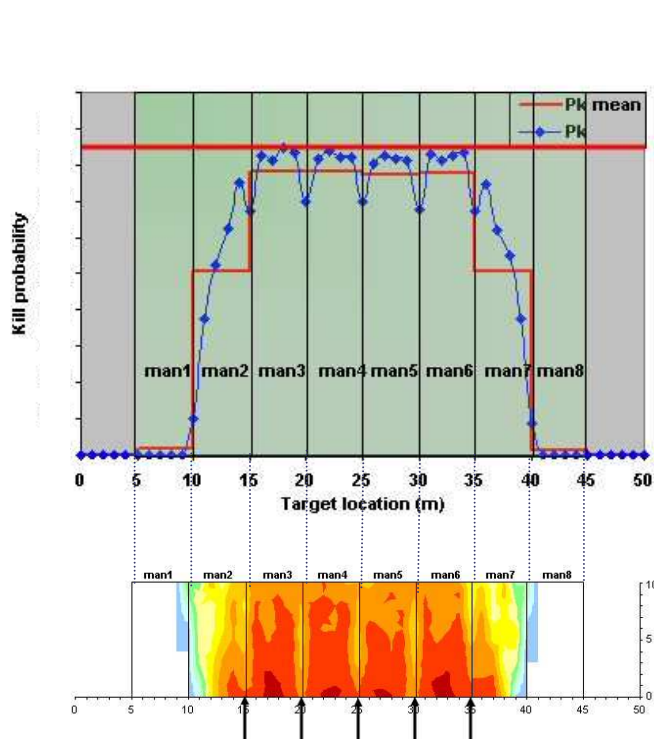 Pk mean
Pk
Kill probability
man1 man2 man3 man4 man5 man6 man7 man8
0 5 10 15 20 25 30 35 40 45 50
Target location (m)
man1 man2 man3 man4 man5 man6 man7 man8
10
5
0
0 5 10 15 20 25 30 35 40 45 50